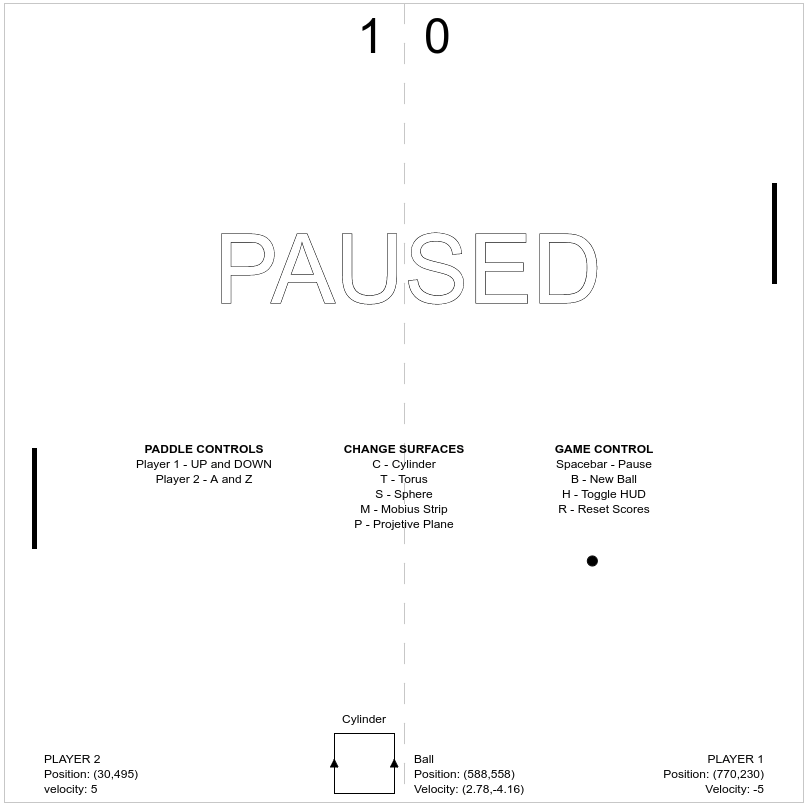 1 0
PAUSED
PADDLE CONTROLS
Player 1 - UP and DOWN
Player 2 - A and Z
CHANGE SURFACES
C - Cylinder
T - Torus
S - Sphere
M - Mobius Strip
P - Projetive Plane
GAME CONTROL
Spacebar - Pause
B - New Ball
H - Toggle HUD
R - Reset Scores
Cylinder
PLAYER 2
Position: (30,495)
velocity: 5
Ball
Position: (588,558)
Velocity: (2.78,-4.16)
PLAYER 1
Position: (770,230)
Velocity: -5